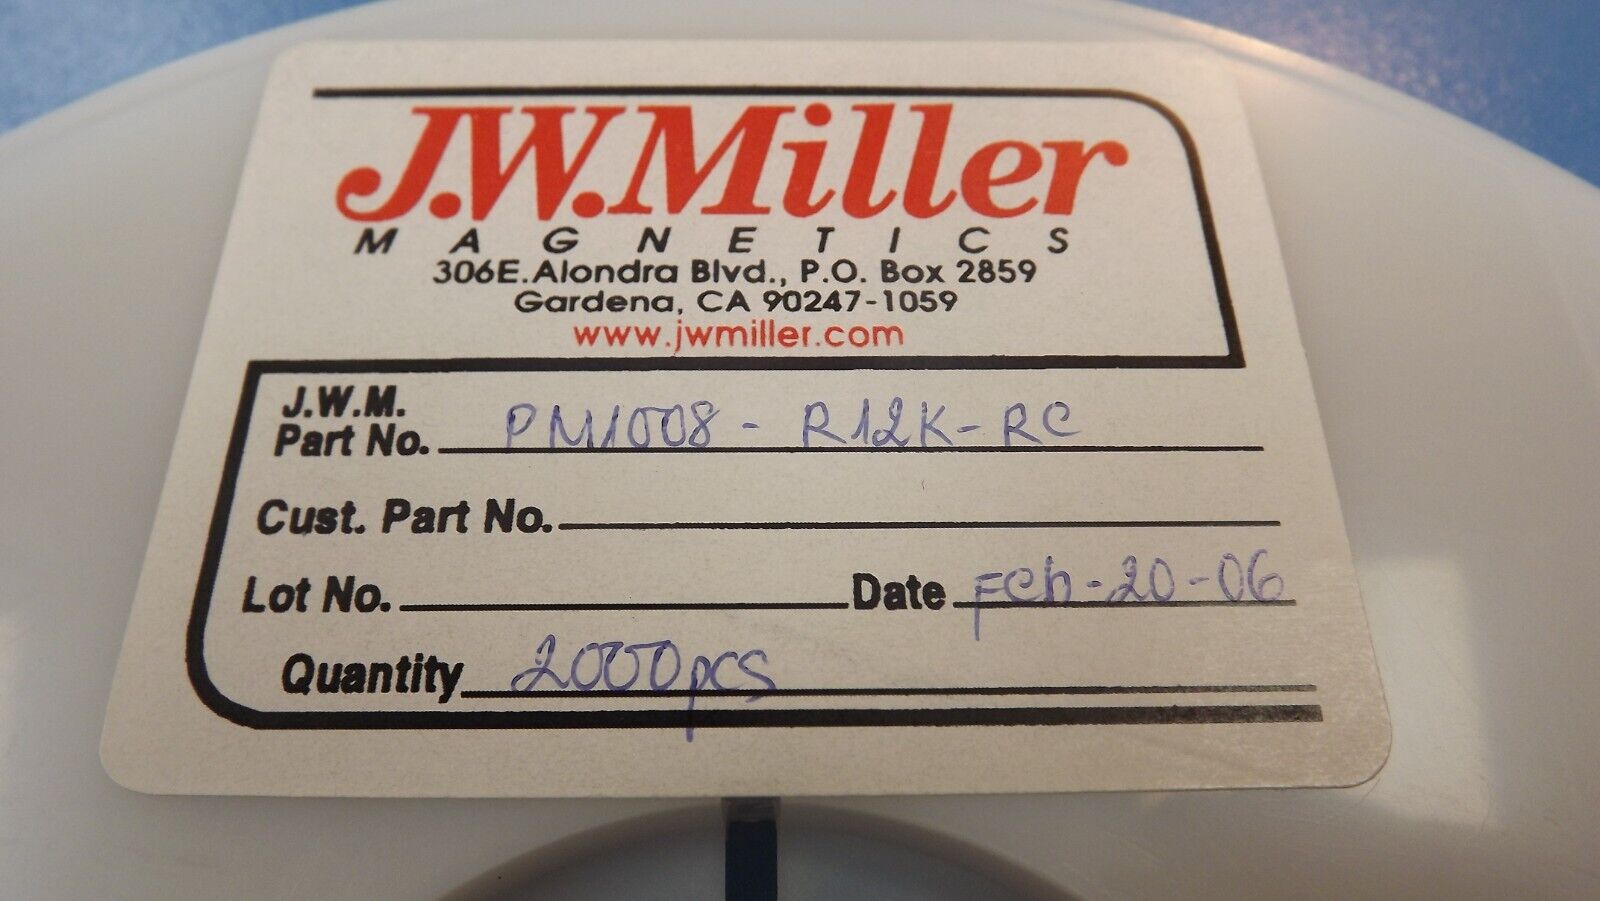 J.W.Miller
MAGNETICS
306E.Alondra Blvd., P.O. Box 2859
Gardena, CA 90247-1059
www.jwmiller.com
J.W.M.
Part No. PM1008 - R12K-RC
Cust. Part No.
Lot No. Date Feb-20-06
Quantity 2000pcs